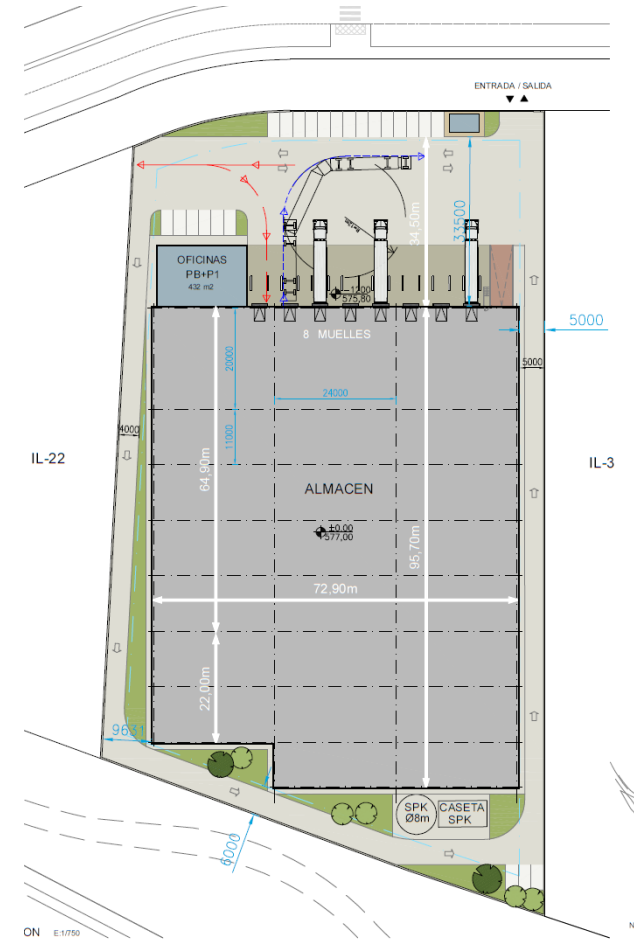 ENTRADA / SALIDA
34,50m
33500
OFICINAS
PB+P1
432 m2
-1.200
575,80
5000
8 MUELLES
20000
5000
24000
4000
11000
IL-22
64,90m
IL-3
ALMACEN
±0.00
577,00
95,70m
72,90m
22,00m
9631
SPK
Ø8m
CASETA
SPK
6000
ON E:1/750
N